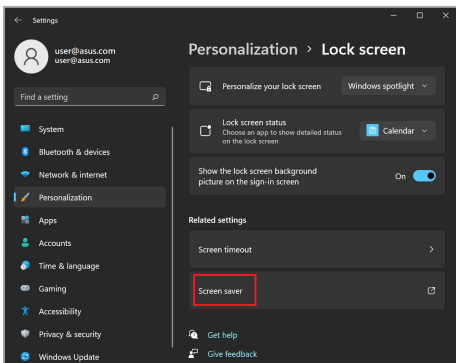 Settings
user@asus.com
user@asus.com
Find a setting
System
Bluetooth & devices
Network & internet
Personalization
Apps
Accounts
Time & language
Gaming
Accessibility
Privacy & security
Windows Update
Personalization > Lock screen
Personalize your lock screen
Windows spotlight
Lock screen status
Choose an app to show detailed status
on the lock screen
Calendar
Show the lock screen background
picture on the sign-in screen
On
Related settings
Screen timeout
Screen saver
Get help
Give feedback